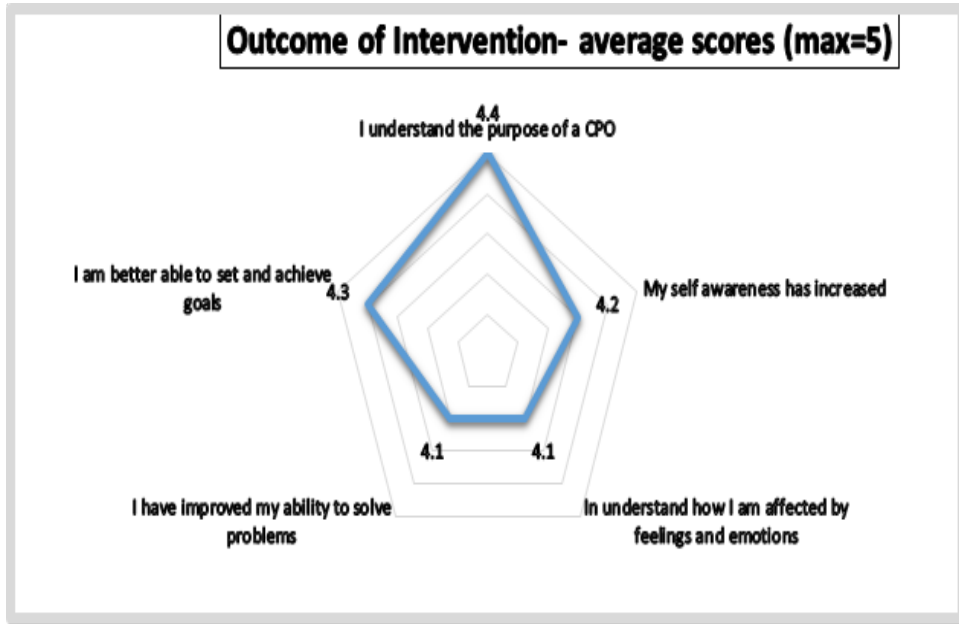 Outcome of Intervention- average scores (max=5)
4.4
I understand the purpose of a CPO
I am better able to set and achieve
goals
4.3
4.2
My self awareness has increased
4.1
4.1
I have improved my ability to solve
problems
In understand how I am affected by
feelings and emotions